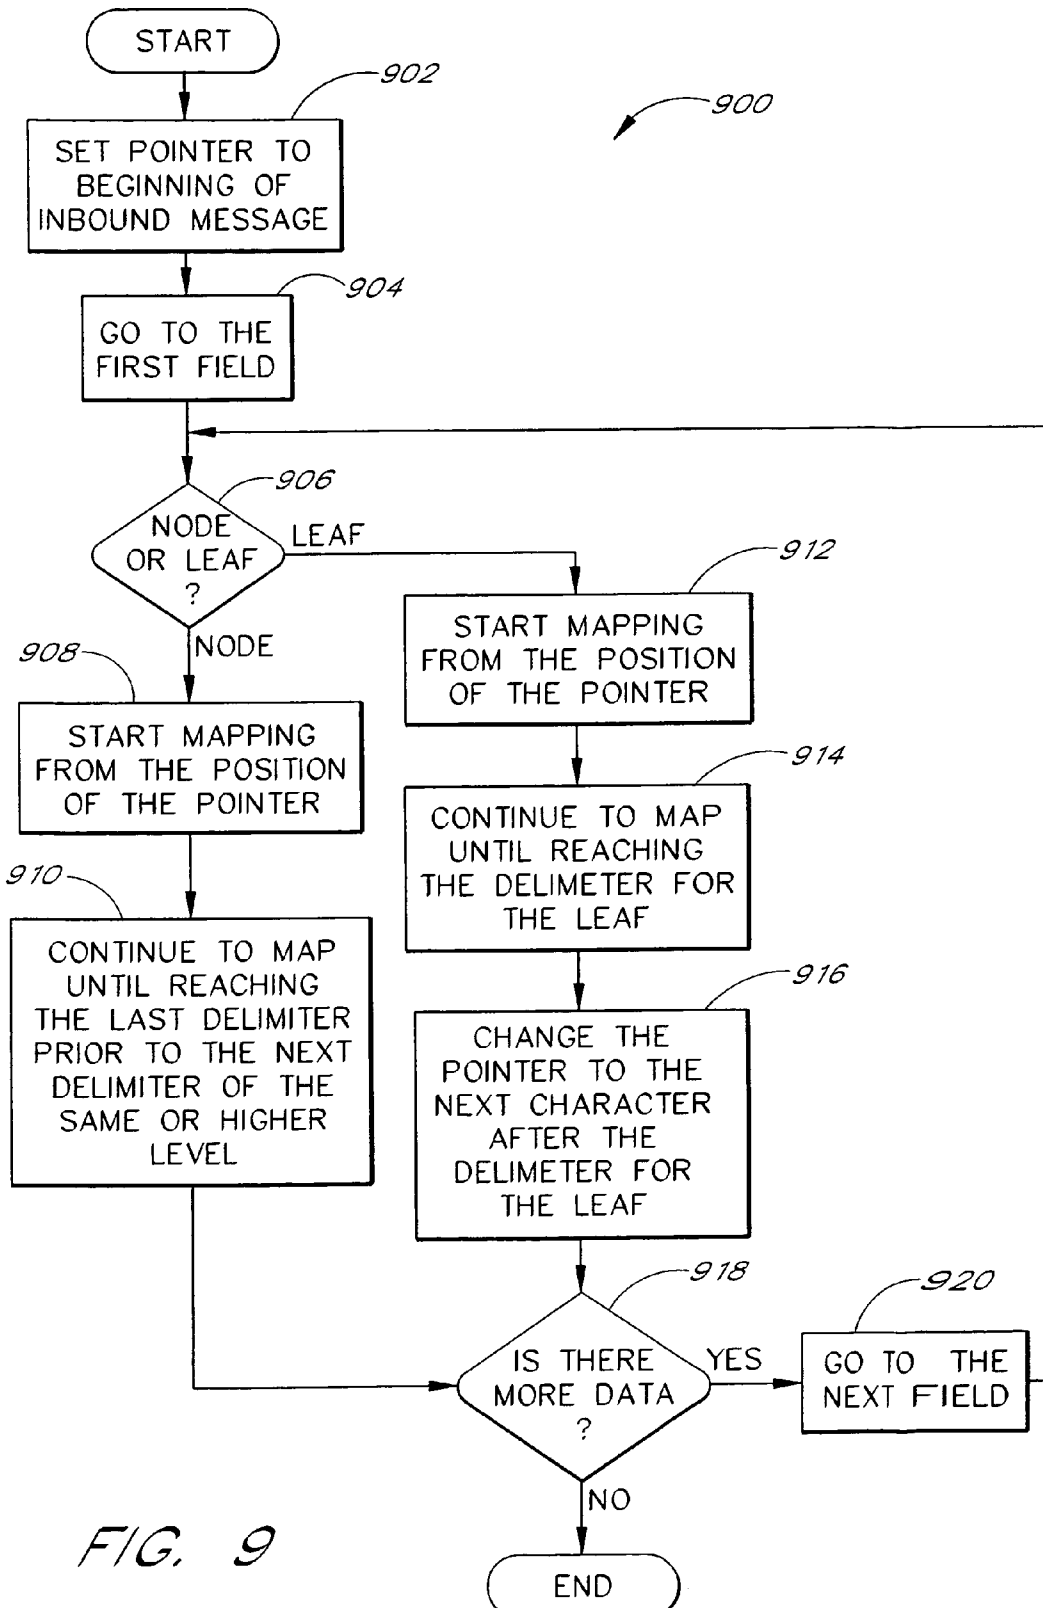 START
902
900
SET POINTER TO
BEGINNING OF
INBOUND MESSAGE
904
GO TO THE
FIRST FIELD
906
NODE
OR LEAF
?
LEAF
NODE
912
START MAPPING
FROM THE POSITION
OF THE POINTER
908
START MAPPING
FROM THE POSITION
OF THE POINTER
914
CONTINUE TO MAP
UNTIL REACHING
THE DELIMETER FOR
THE LEAF
910
CONTINUE TO MAP
UNTIL REACHING
THE LAST DELIMITER
PRIOR TO THE NEXT
DELIMITER OF THE
SAME OR HIGHER
LEVEL
916
CHANGE THE
POINTER TO THE
NEXT CHARACTER
AFTER THE
DELIMETER FOR
THE LEAF
918
IS THERE
MORE DATA
?
YES
920
GO TO THE
NEXT FIELD
NO
END
FIG. 9